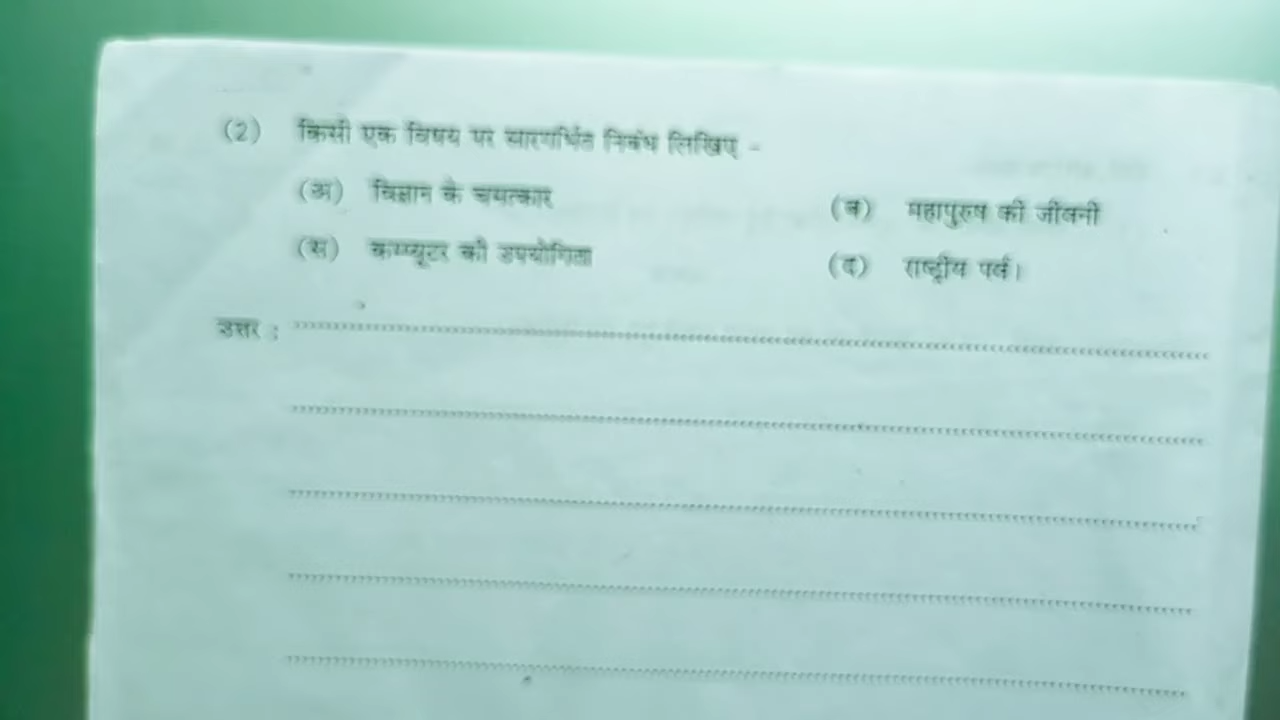 (2) किसी एक विषय पर सारगर्भित निबंध लिखिए -
(अ) विज्ञान के चमत्कार (ब) महापुरुष की जीवनी
(स) कम्प्यूटर की उपयोगिता (द) राष्ट्रीय पर्व।
उत्तर :